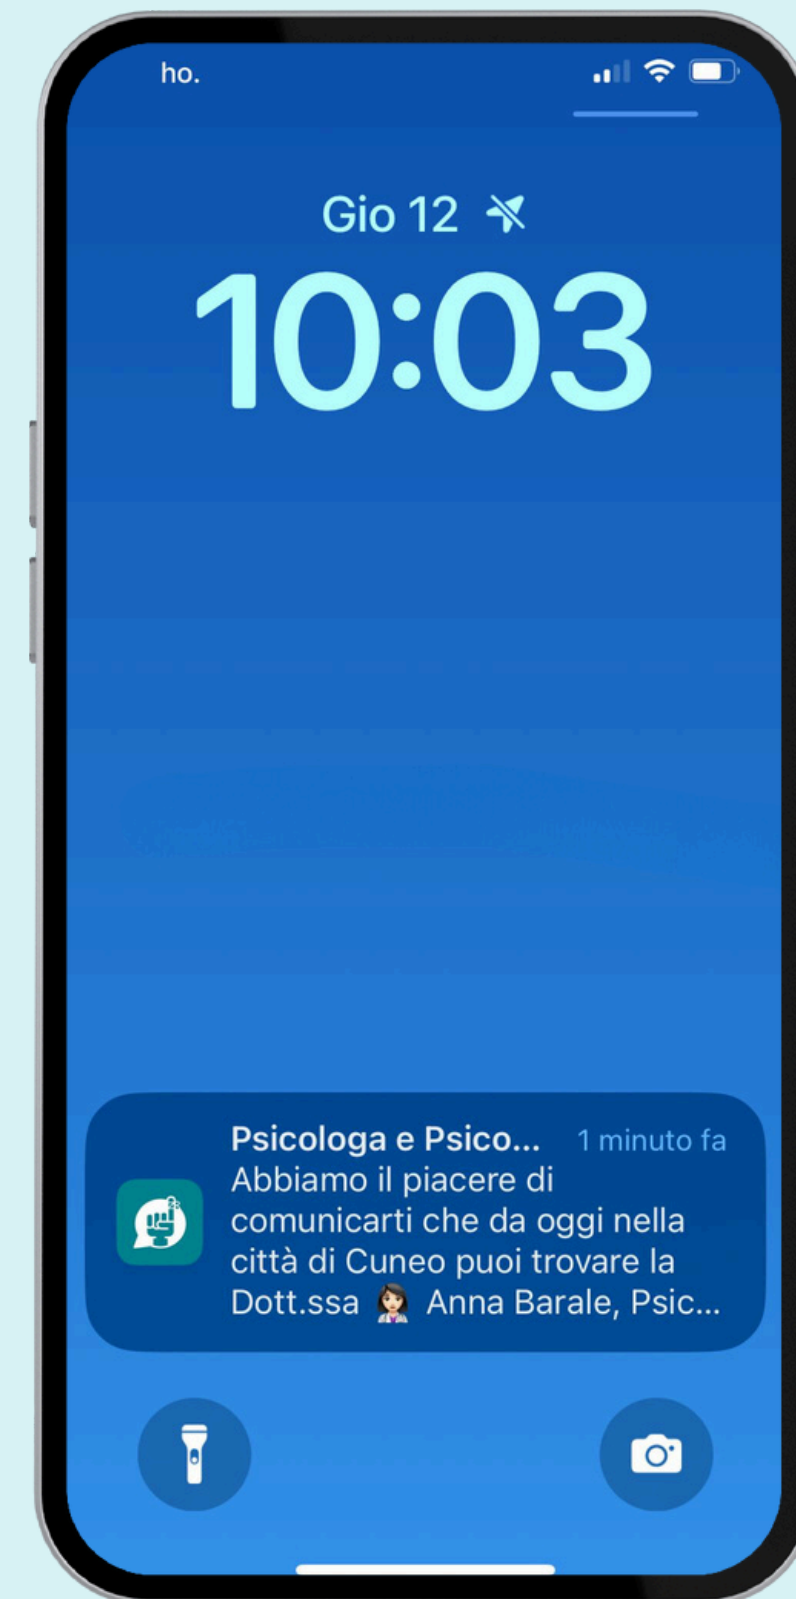 ho.
Gio 12
10:03
Psicologa e Psico... 1 minuto fa
Abbiamo il piacere di
comunicarti che da oggi nella
città di Cuneo puoi trovare la
Dott.ssa 👩🏻‍⚕️ Anna Barale, Psic...